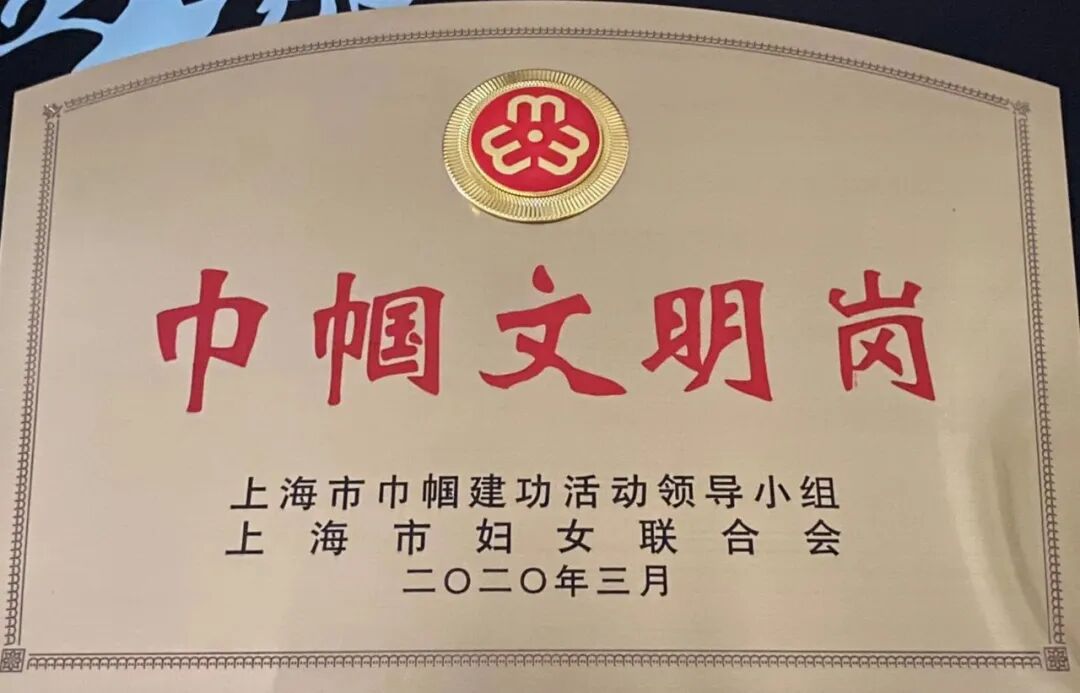 巾帼文明岗
上海市巾帼建功活动领导小组
上海市妇女联合会
二〇二〇年三月